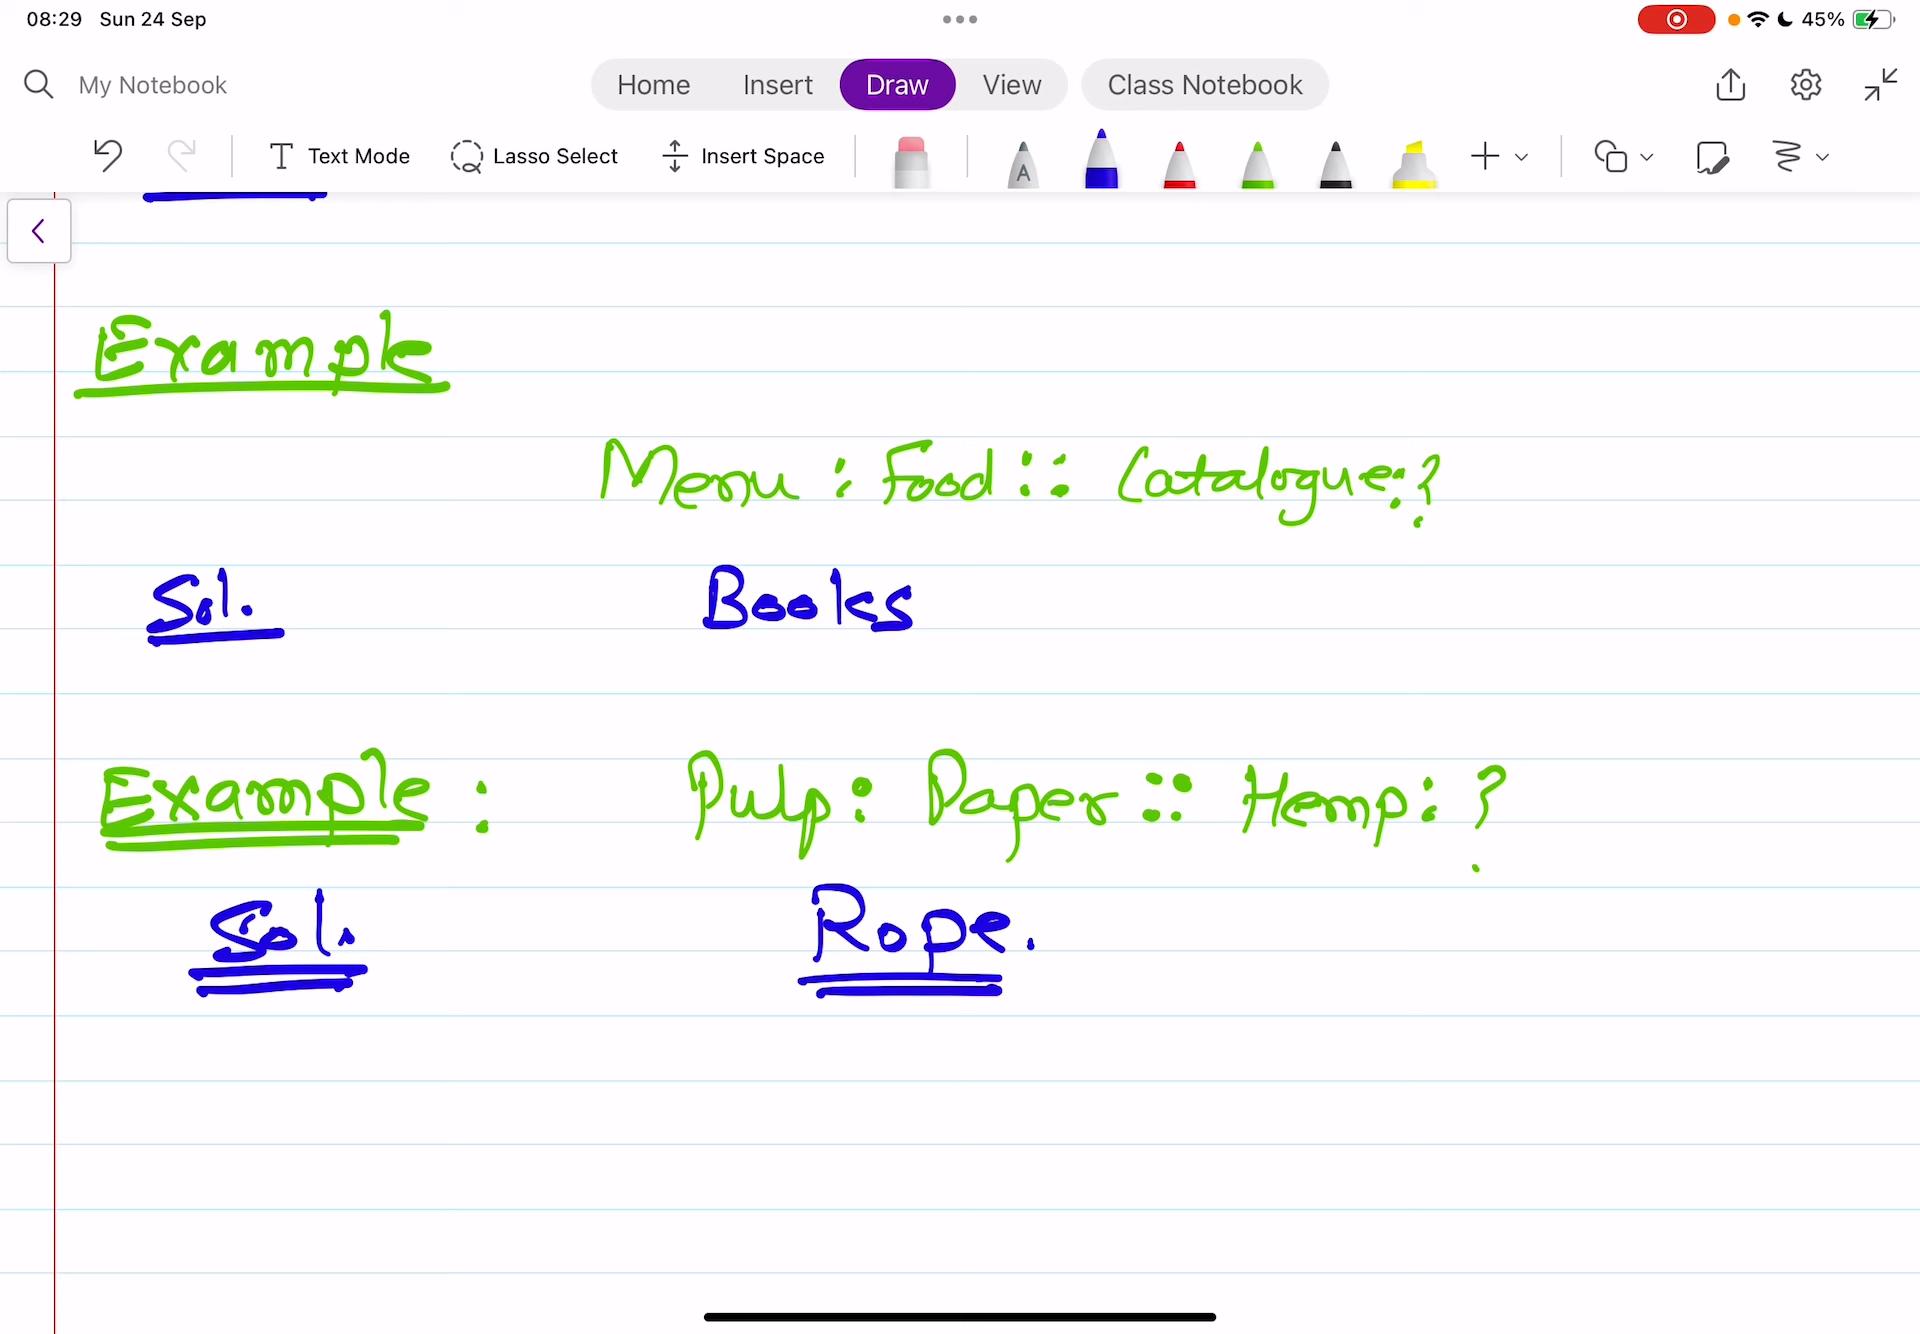 08:29 Sun 24 Sep
45%
My Notebook
Home Insert Draw View Class Notebook
Text Mode Lasso Select Insert Space
A
Example
Menu : Food :: Catalogue:?
Sol. Books
Example : Pulp: Paper :: Hemp: ?
Sol. Rope.